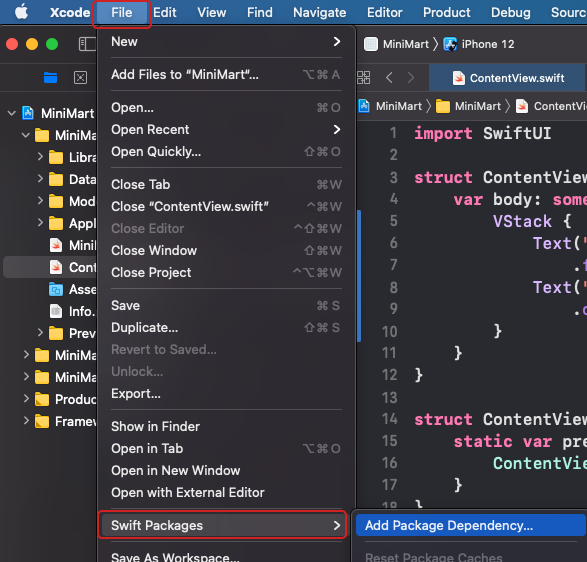 Xcode File Edit View Find Navigate Editor Product Debug Sourc
New
MiniMart iPhone 12
Add Files to “MiniMart”... ⌥⌘A
ContentView.swift
Open... ⌘O
MiniMart MiniMart ContentV
Open Recent
Open Quickly... ⇧⌘O
Close Tab ⌘W
Close “ContentView.swift” ^⌘W
Close Editor ^⇧⌘W
Close Window ⇧⌘W
Close Project ^⌥⌘W
Save ⌘S
Duplicate... ⇧⌘S
Revert to Saved...
Unlock...
Export...
Show in Finder
Open in Tab ⌥⌘O
Open in New Window
Open with External Editor
Swift Packages
Save As Workspace...
Add Package Dependency...
Reset Package Caches
MiniMart
MiniMa
Libra
Data
Mod
Appl
Mini
Cont
Asse
Info.
Prev
MiniMa
MiniMa
Produc
Framew
1 import SwiftUI
2
3 struct ContentView
4 var body: some
5 VStack {
6 Text("
7 .f
8 Text("
9 .c
10 }
11 }
12 }
13
14 struct ContentView
15 static var pre
16 ContentVie
17 }
18 }